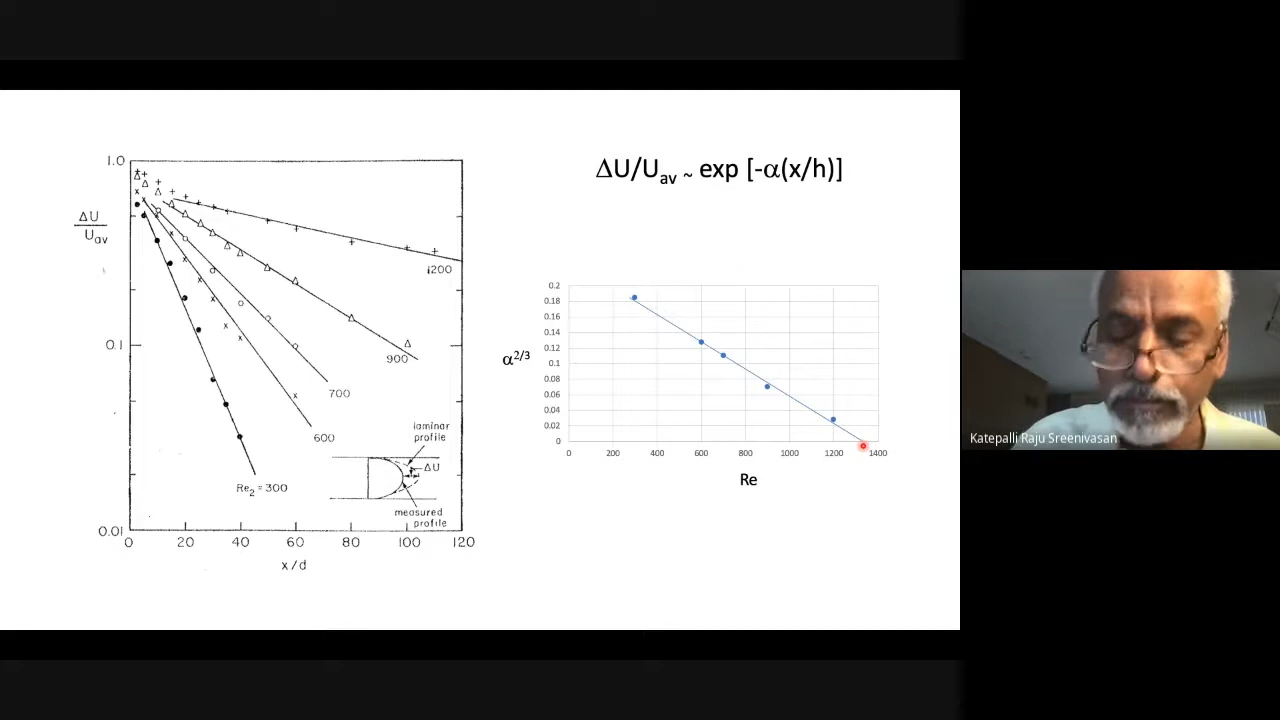 ΔU/Uav ~ exp [-α(x/h)]
1.0
ΔU
Uav
0.1
0.01
0 20 40 60 80 100 120
x/d
1200
900
700
600
Re2 = 300
laminar
profile
ΔU
measured
profile
0.2
0.18
0.16
0.14
0.12
0.1
0.08
0.06
0.04
0.02
0
α2/3
0 200 400 600 800 1000 1200 1400
Re
Katepalli Raju Sreenivasan